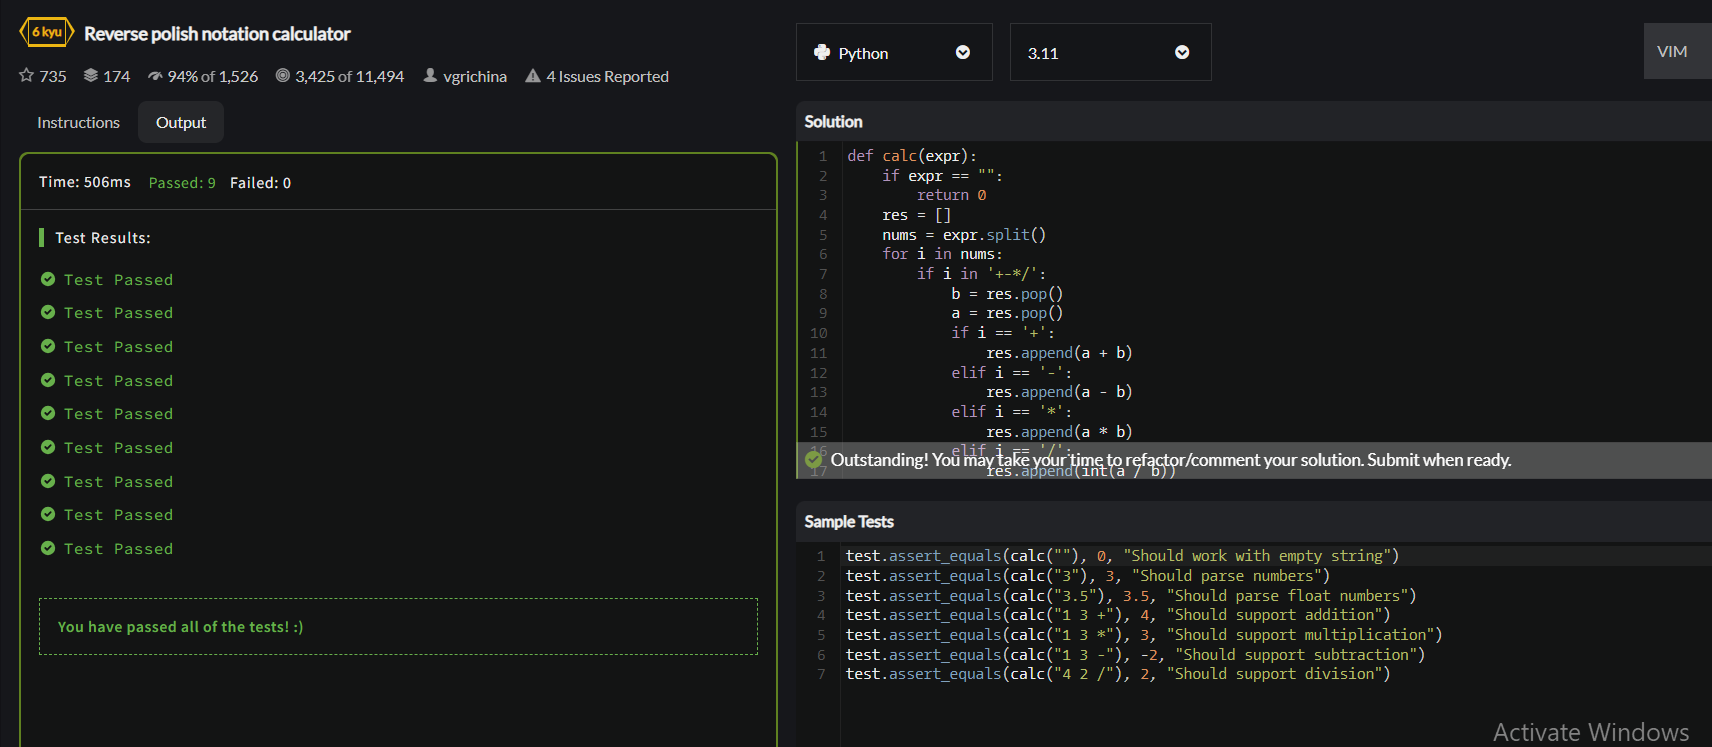 6 kyu Reverse polish notation calculator
735 174 94% of 1,526 3,425 of 11,494 vgrichina 4 Issues Reported
Instructions Output
Time: 506ms Passed: 9 Failed: 0
Test Results:
Test Passed
Test Passed
Test Passed
Test Passed
Test Passed
Test Passed
Test Passed
Test Passed
Test Passed
You have passed all of the tests! :)
Python 3.11 VIM
Solution
1 def calc(expr):
2     if expr == "":
3         return 0
4     res = []
5     nums = expr.split()
6     for i in nums:
7         if i in '+-*/':
8             b = res.pop()
9             a = res.pop()
10             if i == '+':
11                 res.append(a + b)
12             elif i == '-':
13                 res.append(a - b)
14             elif i == '*':
15                 res.append(a * b)
16             elif i == '/':
Outstanding! You may take your time to refactor/comment your solution. Submit when ready.
17                 res.append(int(a / b))
Sample Tests
1 test.assert_equals(calc(""), 0, "Should work with empty string")
2 test.assert_equals(calc("3"), 3, "Should parse numbers")
3 test.assert_equals(calc("3.5"), 3.5, "Should parse float numbers")
4 test.assert_equals(calc("1 3 +"), 4, "Should support addition")
5 test.assert_equals(calc("1 3 *"), 3, "Should support multiplication")
6 test.assert_equals(calc("1 3 -"), -2, "Should support subtraction")
7 test.assert_equals(calc("4 2 /"), 2, "Should support division")
Activate Windows